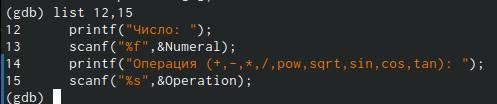 (gdb) list 12,15
12 printf("Число: ");
13 scanf("%f",&Numeral);
14 printf("Операция (+,-,*,/,pow,sqrt,sin,cos,tan): ");
15 scanf("%s",&Operation);
(gdb)